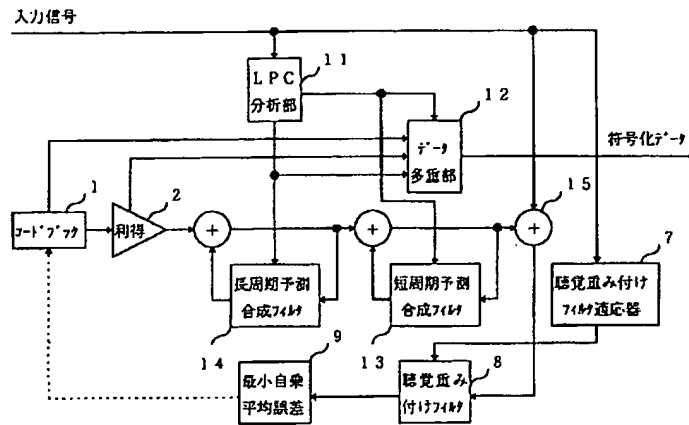 入力信号
11
LPC
分析部
12
データ
多重部
符号化データ
1
コードブック
2
利得
+
+
+
15
7
聴覚重み付け
フィルタ適応器
長周期予測
合成フィルタ
14
短周期予測
合成フィルタ
13
9
最小自乗
平均誤差
8
聴覚重み
付けフィルタ